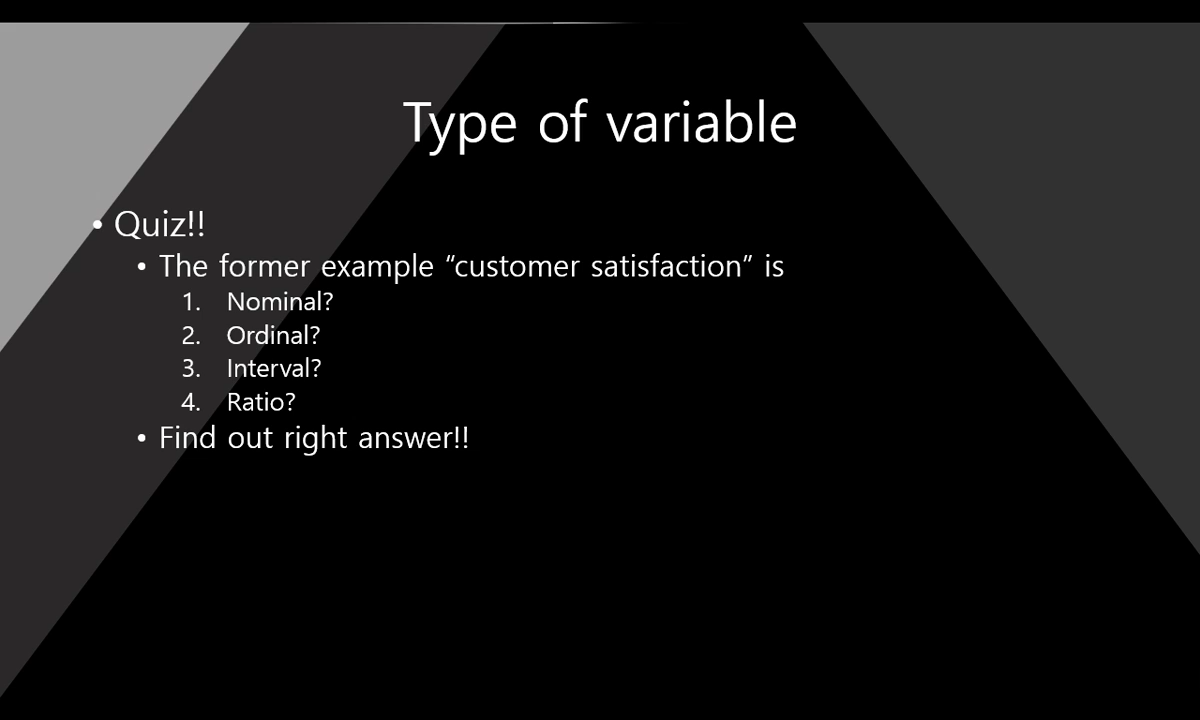 Type of variable
• Quiz!!
• The former example “customer satisfaction” is
1. Nominal?
2. Ordinal?
3. Interval?
4. Ratio?
• Find out right answer!!